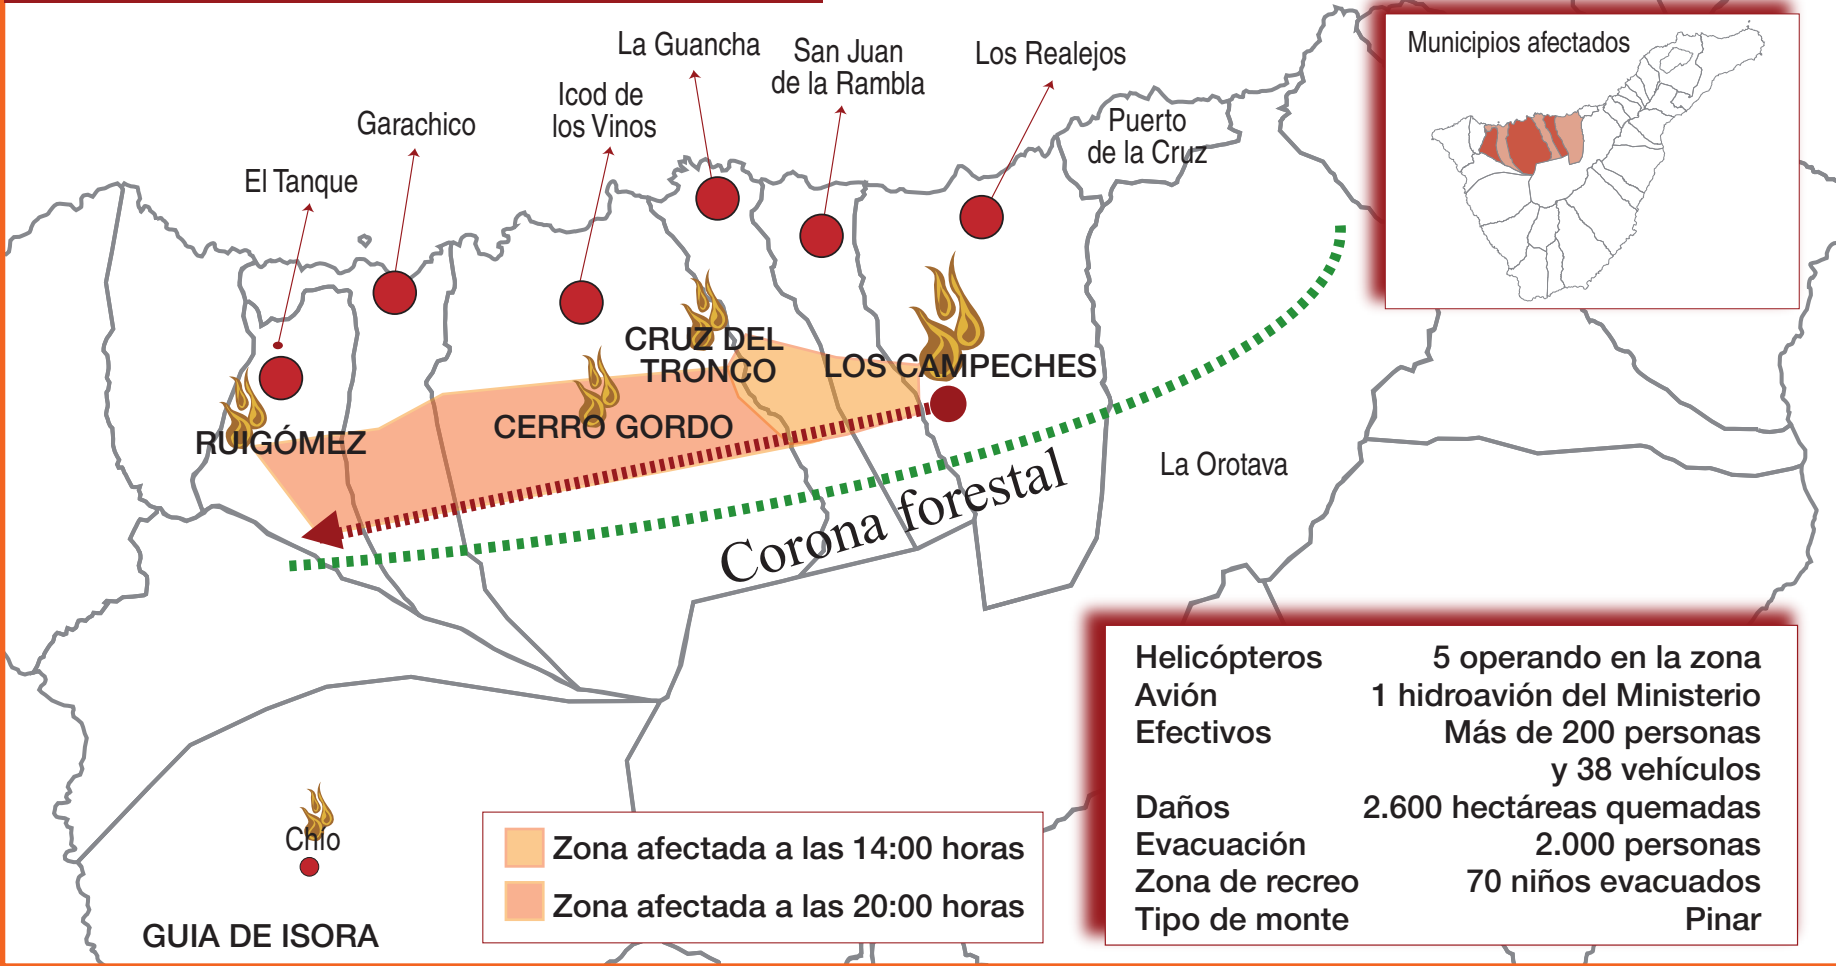 La Guancha
San Juan
de la Rambla
Los Realejos
Municipios afectados
Icod de
los Vinos
Garachico
Puerto
de la Cruz
El Tanque
CRUZ DEL
TRONCO
LOS CAMPECHES
CERRO GORDO
RUIGÓMEZ
La Orotava
Corona forestal
Chío
GUIA DE ISORA
Zona afectada a las 14:00 horas
Zona afectada a las 20:00 horas
Helicópteros 5 operando en la zona
Avión 1 hidroavión del Ministerio
Efectivos Más de 200 personas
y 38 vehículos
Daños 2.600 hectáreas quemadas
Evacuación 2.000 personas
Zona de recreo 70 niños evacuados
Tipo de monte Pinar